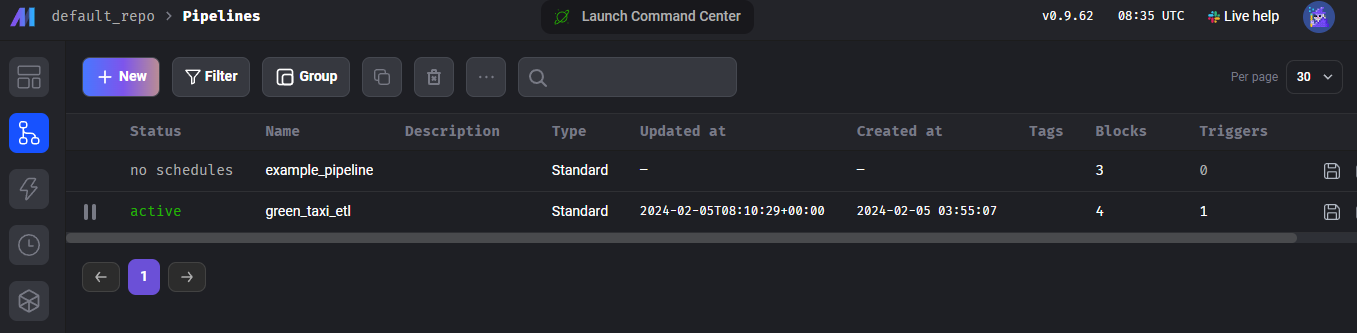 default_repo > Pipelines Launch Command Center v0.9.62 08:35 UTC Live help
+ New Filter Group ... Per page 30
Status Name Description Type Updated at Created at Tags Blocks Triggers
no schedules example_pipeline Standard — — 3 0
active green_taxi_etl Standard 2024-02-05T08:10:29+00:00 2024-02-05 03:55:07 4 1
← 1 →